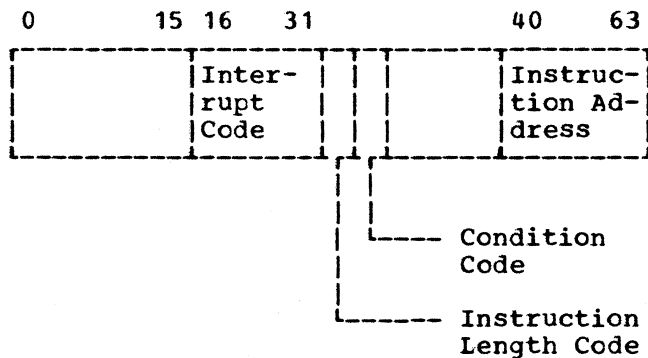 0 15 16 31 40 63
Inter- Instruc-
rupt tion Ad-
Code dress
Condition
Code
Instruction
Length Code